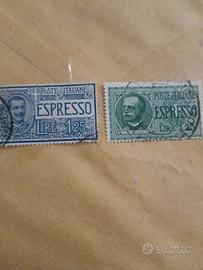 POSTE ITALIANE
ESPRESSO
LIRE 1,25
POSTE ITALIANE
ESPRESSO
LIRE
subito